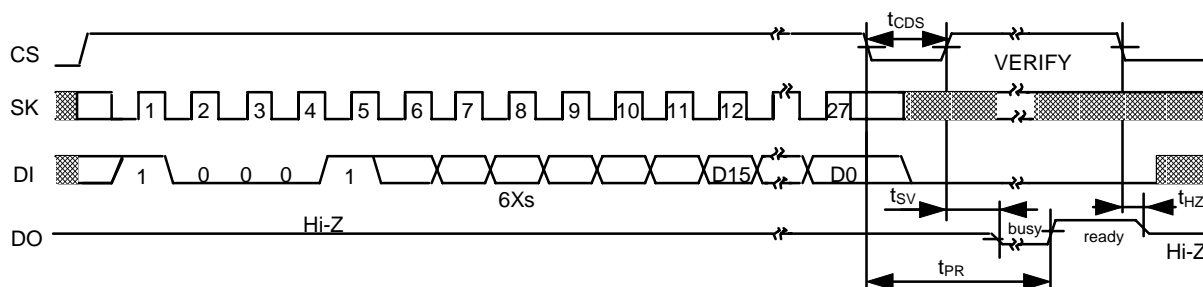 tCDS
CS
VERIFY
SK 1 2 3 4 5 6 7 8 9 10 11 12 27
DI 1 0 0 0 1 D15 D0
6Xs
tSV
tHZ
Hi-Z
DO
busy
ready
Hi-Z
tPR